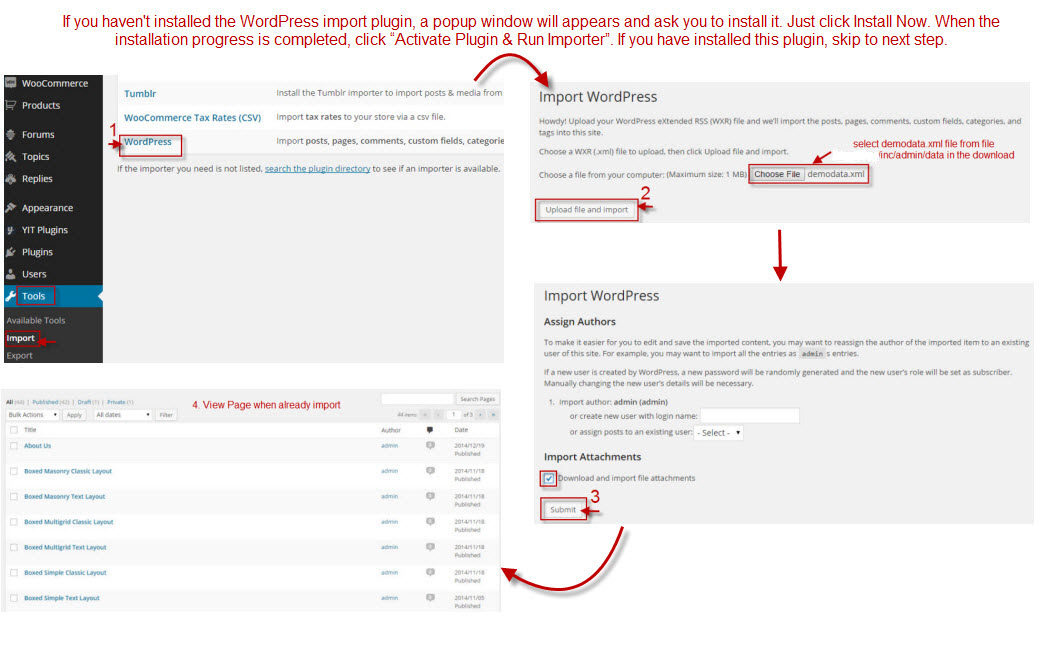 If you haven't installed the WordPress import plugin, a popup window will appears and ask you to install it. Just click Install Now. When the
installation progress is completed, click “Activate Plugin & Run Importer”. If you have installed this plugin, skip to next step.
WooCommerce
Products
Forums
Topics
Replies
Appearance
YIT Plugins
Plugins
Users
Tools
Available Tools
Import
Export
Tumblr Install the Tumblr importer to import posts & media from
WooCommerce Tax Rates (CSV) Import tax rates to your store via a csv file.
1
WordPress Import posts, pages, comments, custom fields, categorie
If the importer you need is not listed, search the plugin directory to see if an importer is available.
Import WordPress
Howdy! Upload your WordPress eXtended RSS (WXR) file and we'll import the posts, pages, comments, custom fields, categories, and
tags into this site.
Choose a WXR (.xml) file to upload, then click Upload file and import.
select demodata.xml file from file
/inc/admin/data in the download
Choose a file from your computer: (Maximum size: 1 MB) Choose File demodata.xml
2
Upload file and import
Import WordPress
Assign Authors
To make it easier for you to edit and save the imported content, you may want to reassign the author of the imported item to an existing
user of this site. For example, you may want to import all the entries as admin s entries.
If a new user is created by WordPress, a new password will be randomly generated and the new user's role will be set as subscriber.
Manually changing the new user's details will be necessary.
1. Import author: admin (admin)
or create new user with login name:
or assign posts to an existing user: - Select -
Import Attachments
Download and import file attachments
3
Submit
4. View Page when already import
All (44) | Published (42) | Draft (1) | Private (1)
Search Pages
Bulk Actions Apply All dates Filter 44 items « ‹ 1 of 3 › »
Title Author Date
About Us admin 0 2014/12/19
Published
Boxed Masonry Classic Layout admin 0 2014/11/18
Published
Boxed Masonry Text Layout admin 0 2014/11/18
Published
Boxed Multigrid Classic Layout admin 0 2014/11/18
Published
Boxed Multigrid Text Layout admin 0 2014/11/18
Published
Boxed Simple Classic Layout admin 0 2014/11/18
Published
Boxed Simple Text Layout admin 0 2014/11/05
Published